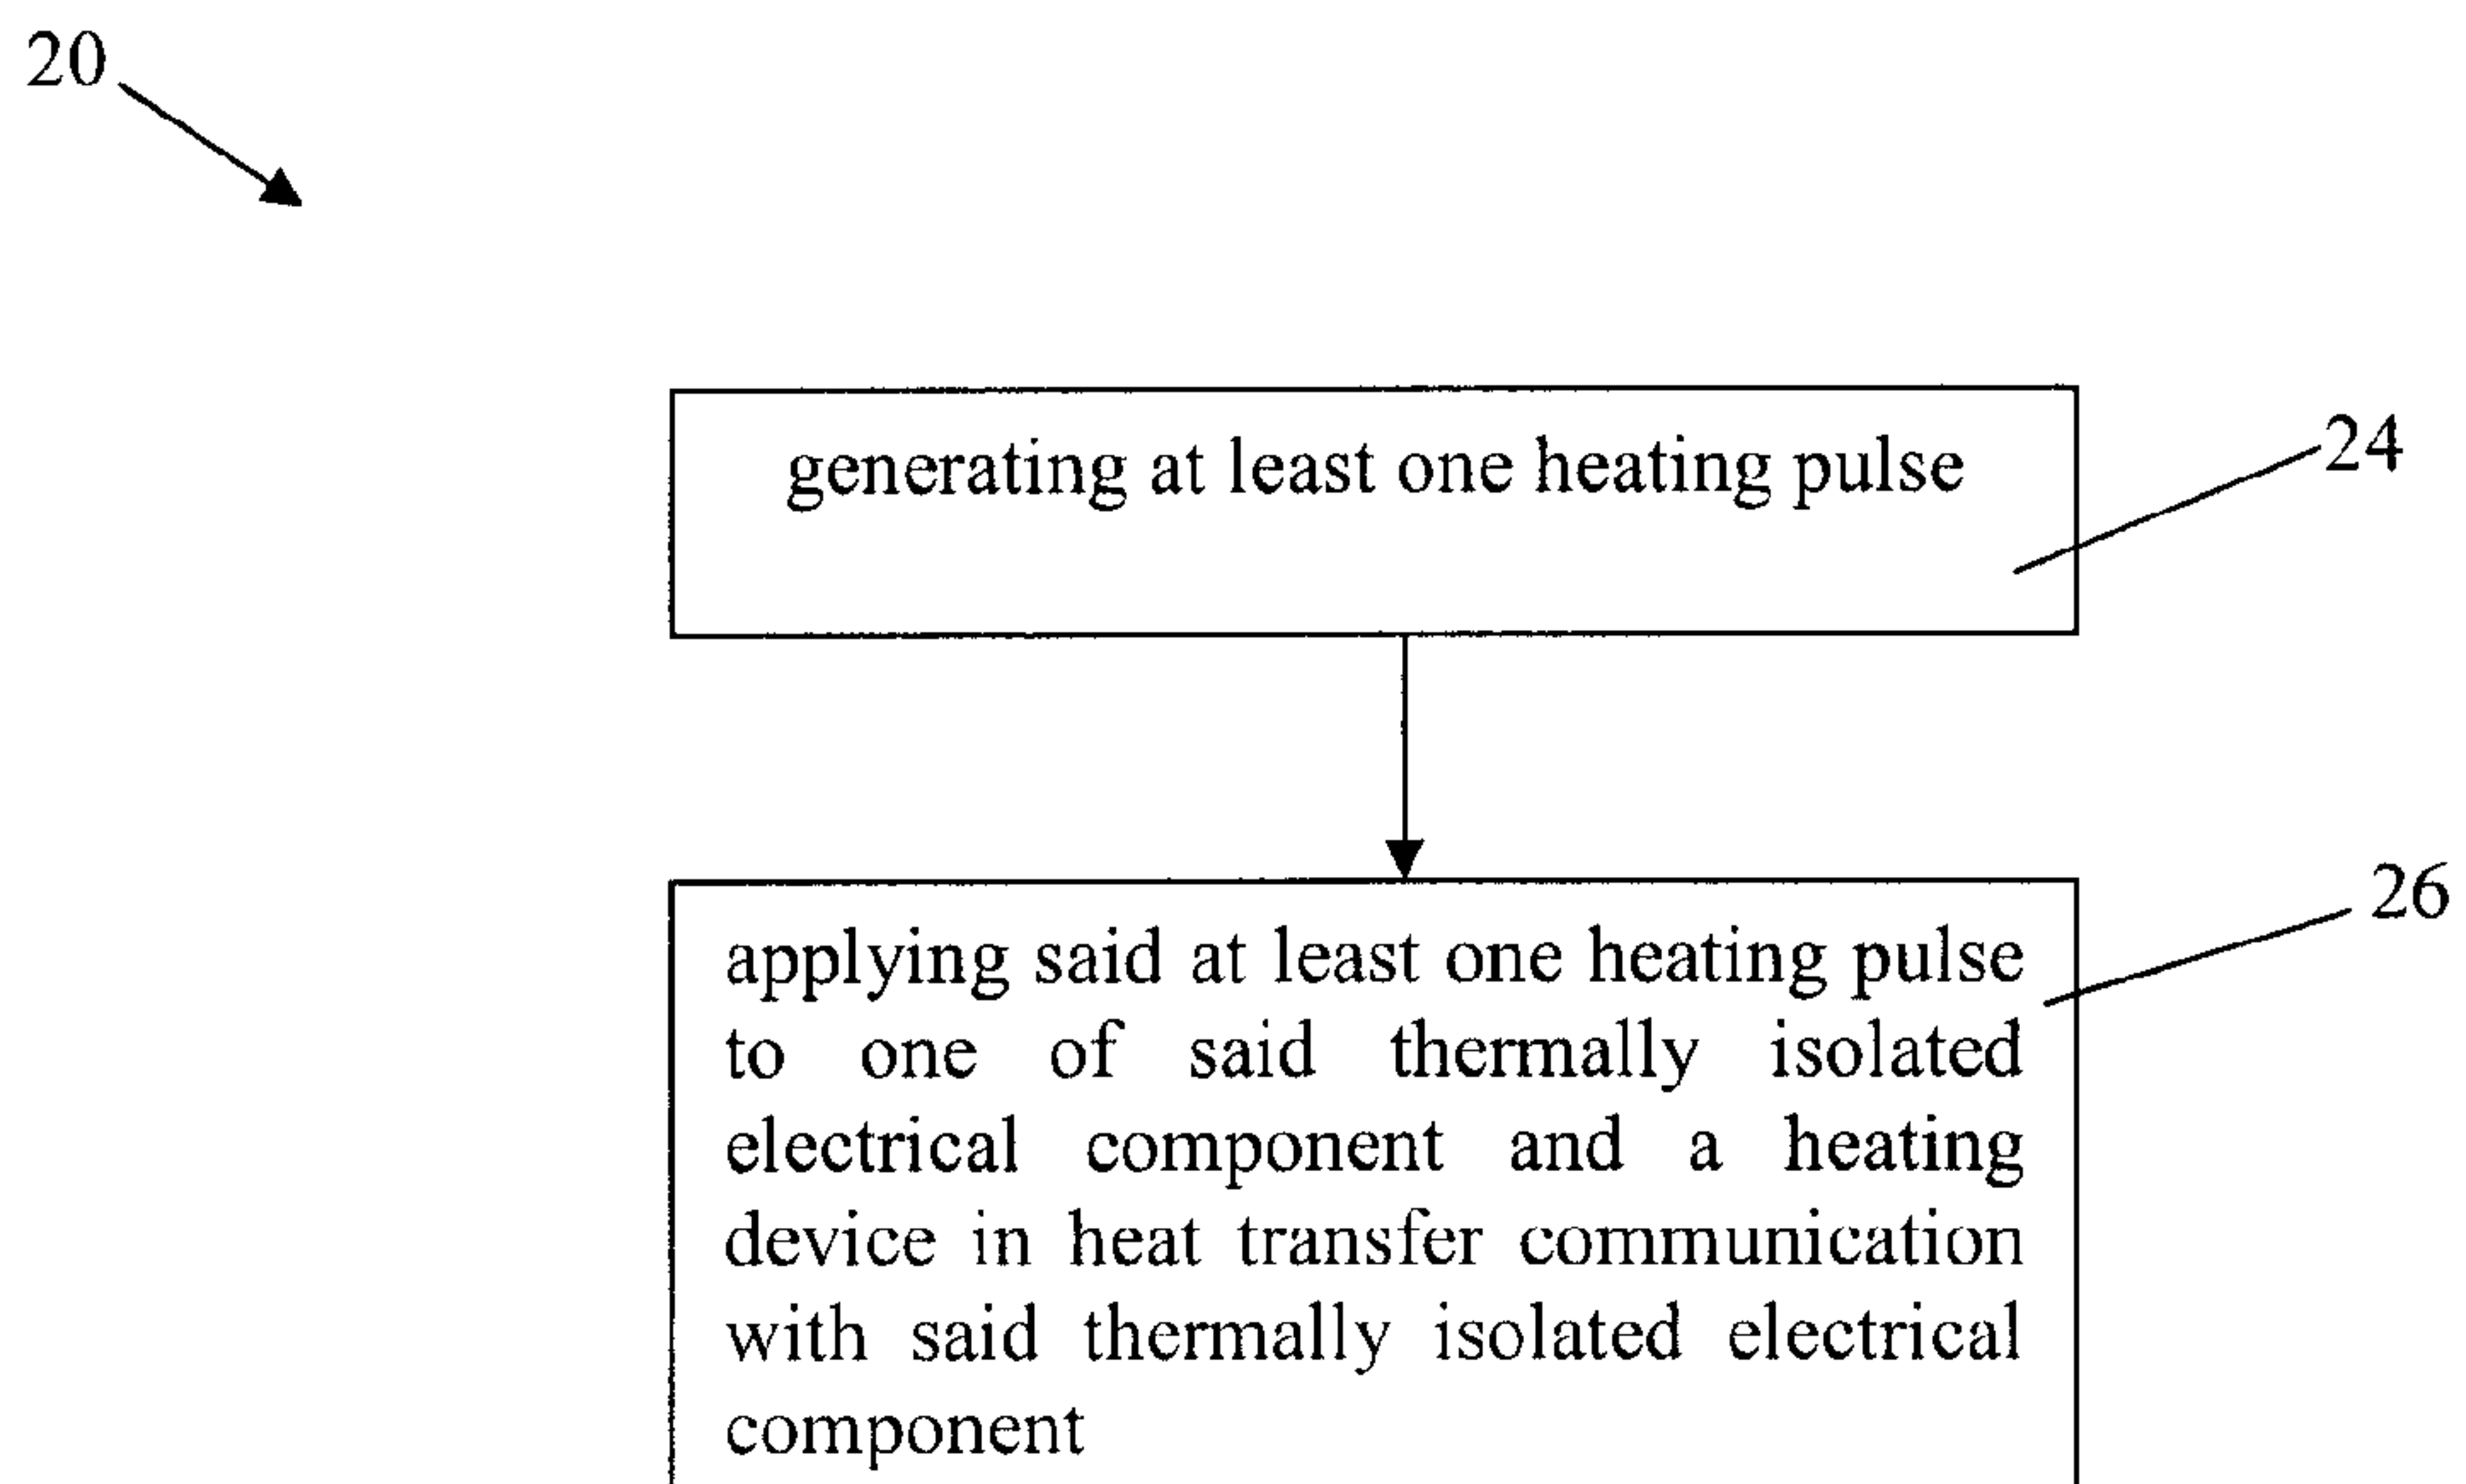 20
generating at least one heating pulse
24
26
applying said at least one heating pulse
to one of said thermally isolated
electrical component and a heating
device in heat transfer communication
with said thermally isolated electrical
component